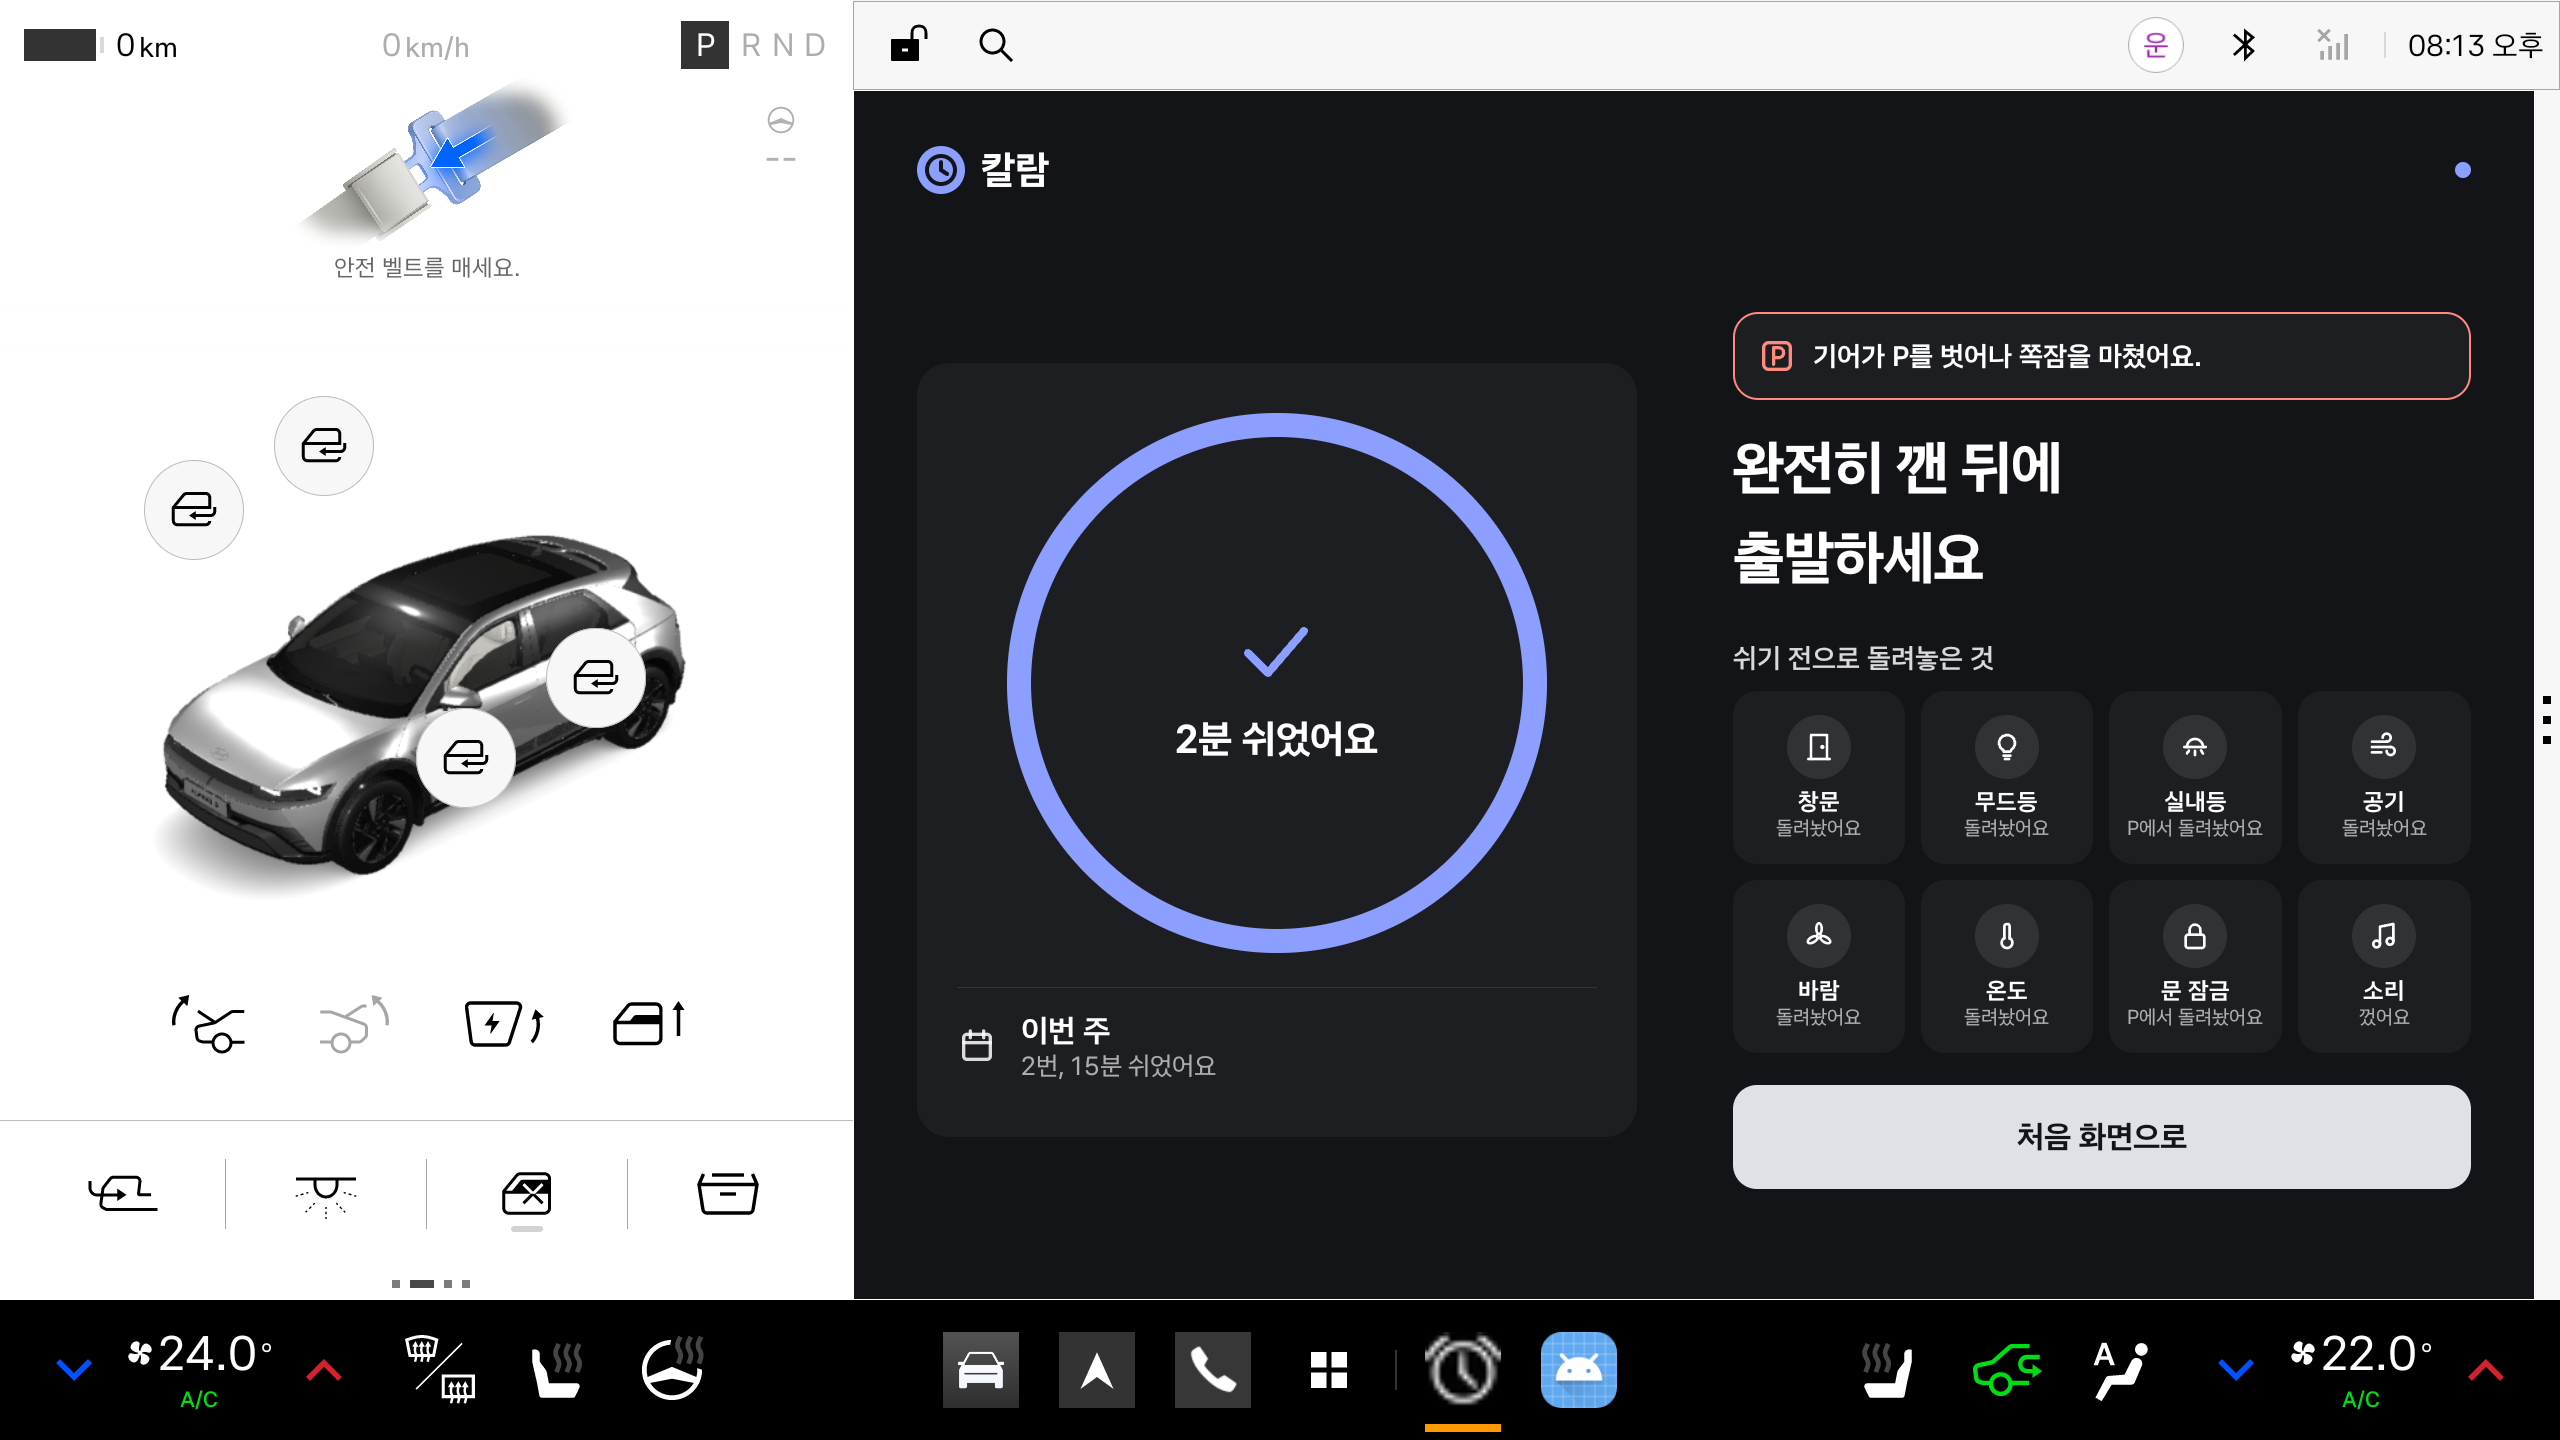 0 km
0 km/h
P R N D
안전 벨트를 매세요.
운
08:13 오후
칼람
2분 쉬었어요
이번 주
2번, 15분 쉬었어요
P 기어가 P를 벗어나 쪽잠을 마쳤어요.
완전히 깬 뒤에
출발하세요
쉬기 전으로 돌려놓은 것
창문
돌려놨어요
무드등
돌려놨어요
실내등
P에서 돌려놨어요
공기
돌려놨어요
바람
돌려놨어요
온도
돌려놨어요
문 잠금
P에서 돌려놨어요
소리
껐어요
처음 화면으로
24.0°
A/C
A
22.0°
A/C